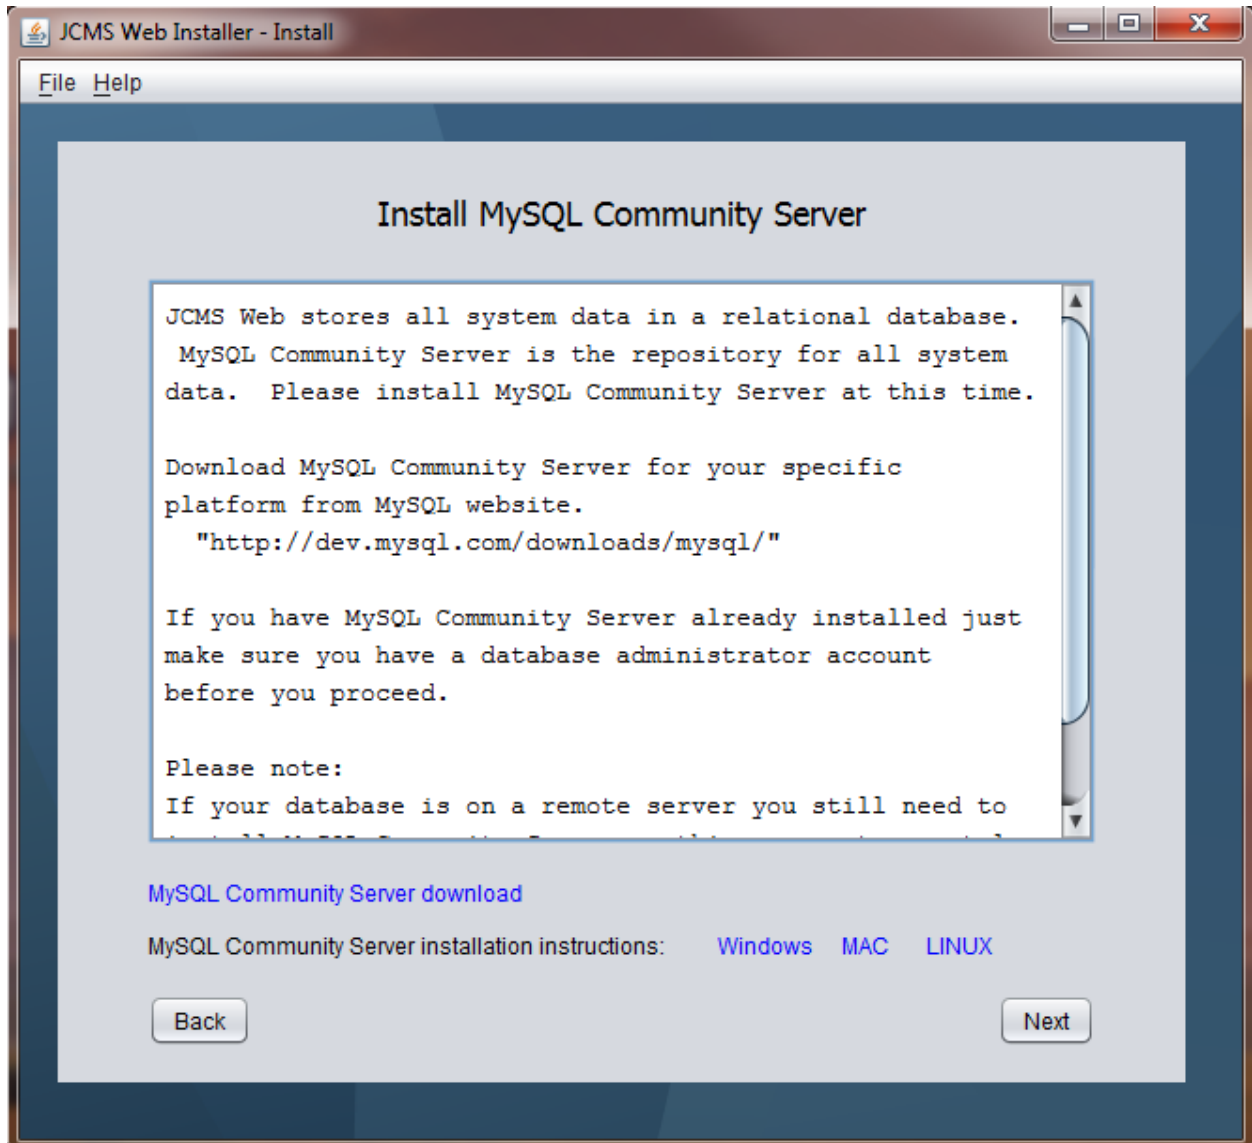 JCMS Web Installer - Install
File Help
Install MySQL Community Server
JCMS Web stores all system data in a relational database.
MySQL Community Server is the repository for all system
data.  Please install MySQL Community Server at this time.
Download MySQL Community Server for your specific
platform from MySQL website.
"http://dev.mysql.com/downloads/mysql/"
If you have MySQL Community Server already installed just
make sure you have a database administrator account
before you proceed.
Please note:
If your database is on a remote server you still need to
MySQL Community Server download
MySQL Community Server installation instructions: Windows MAC LINUX
Back Next